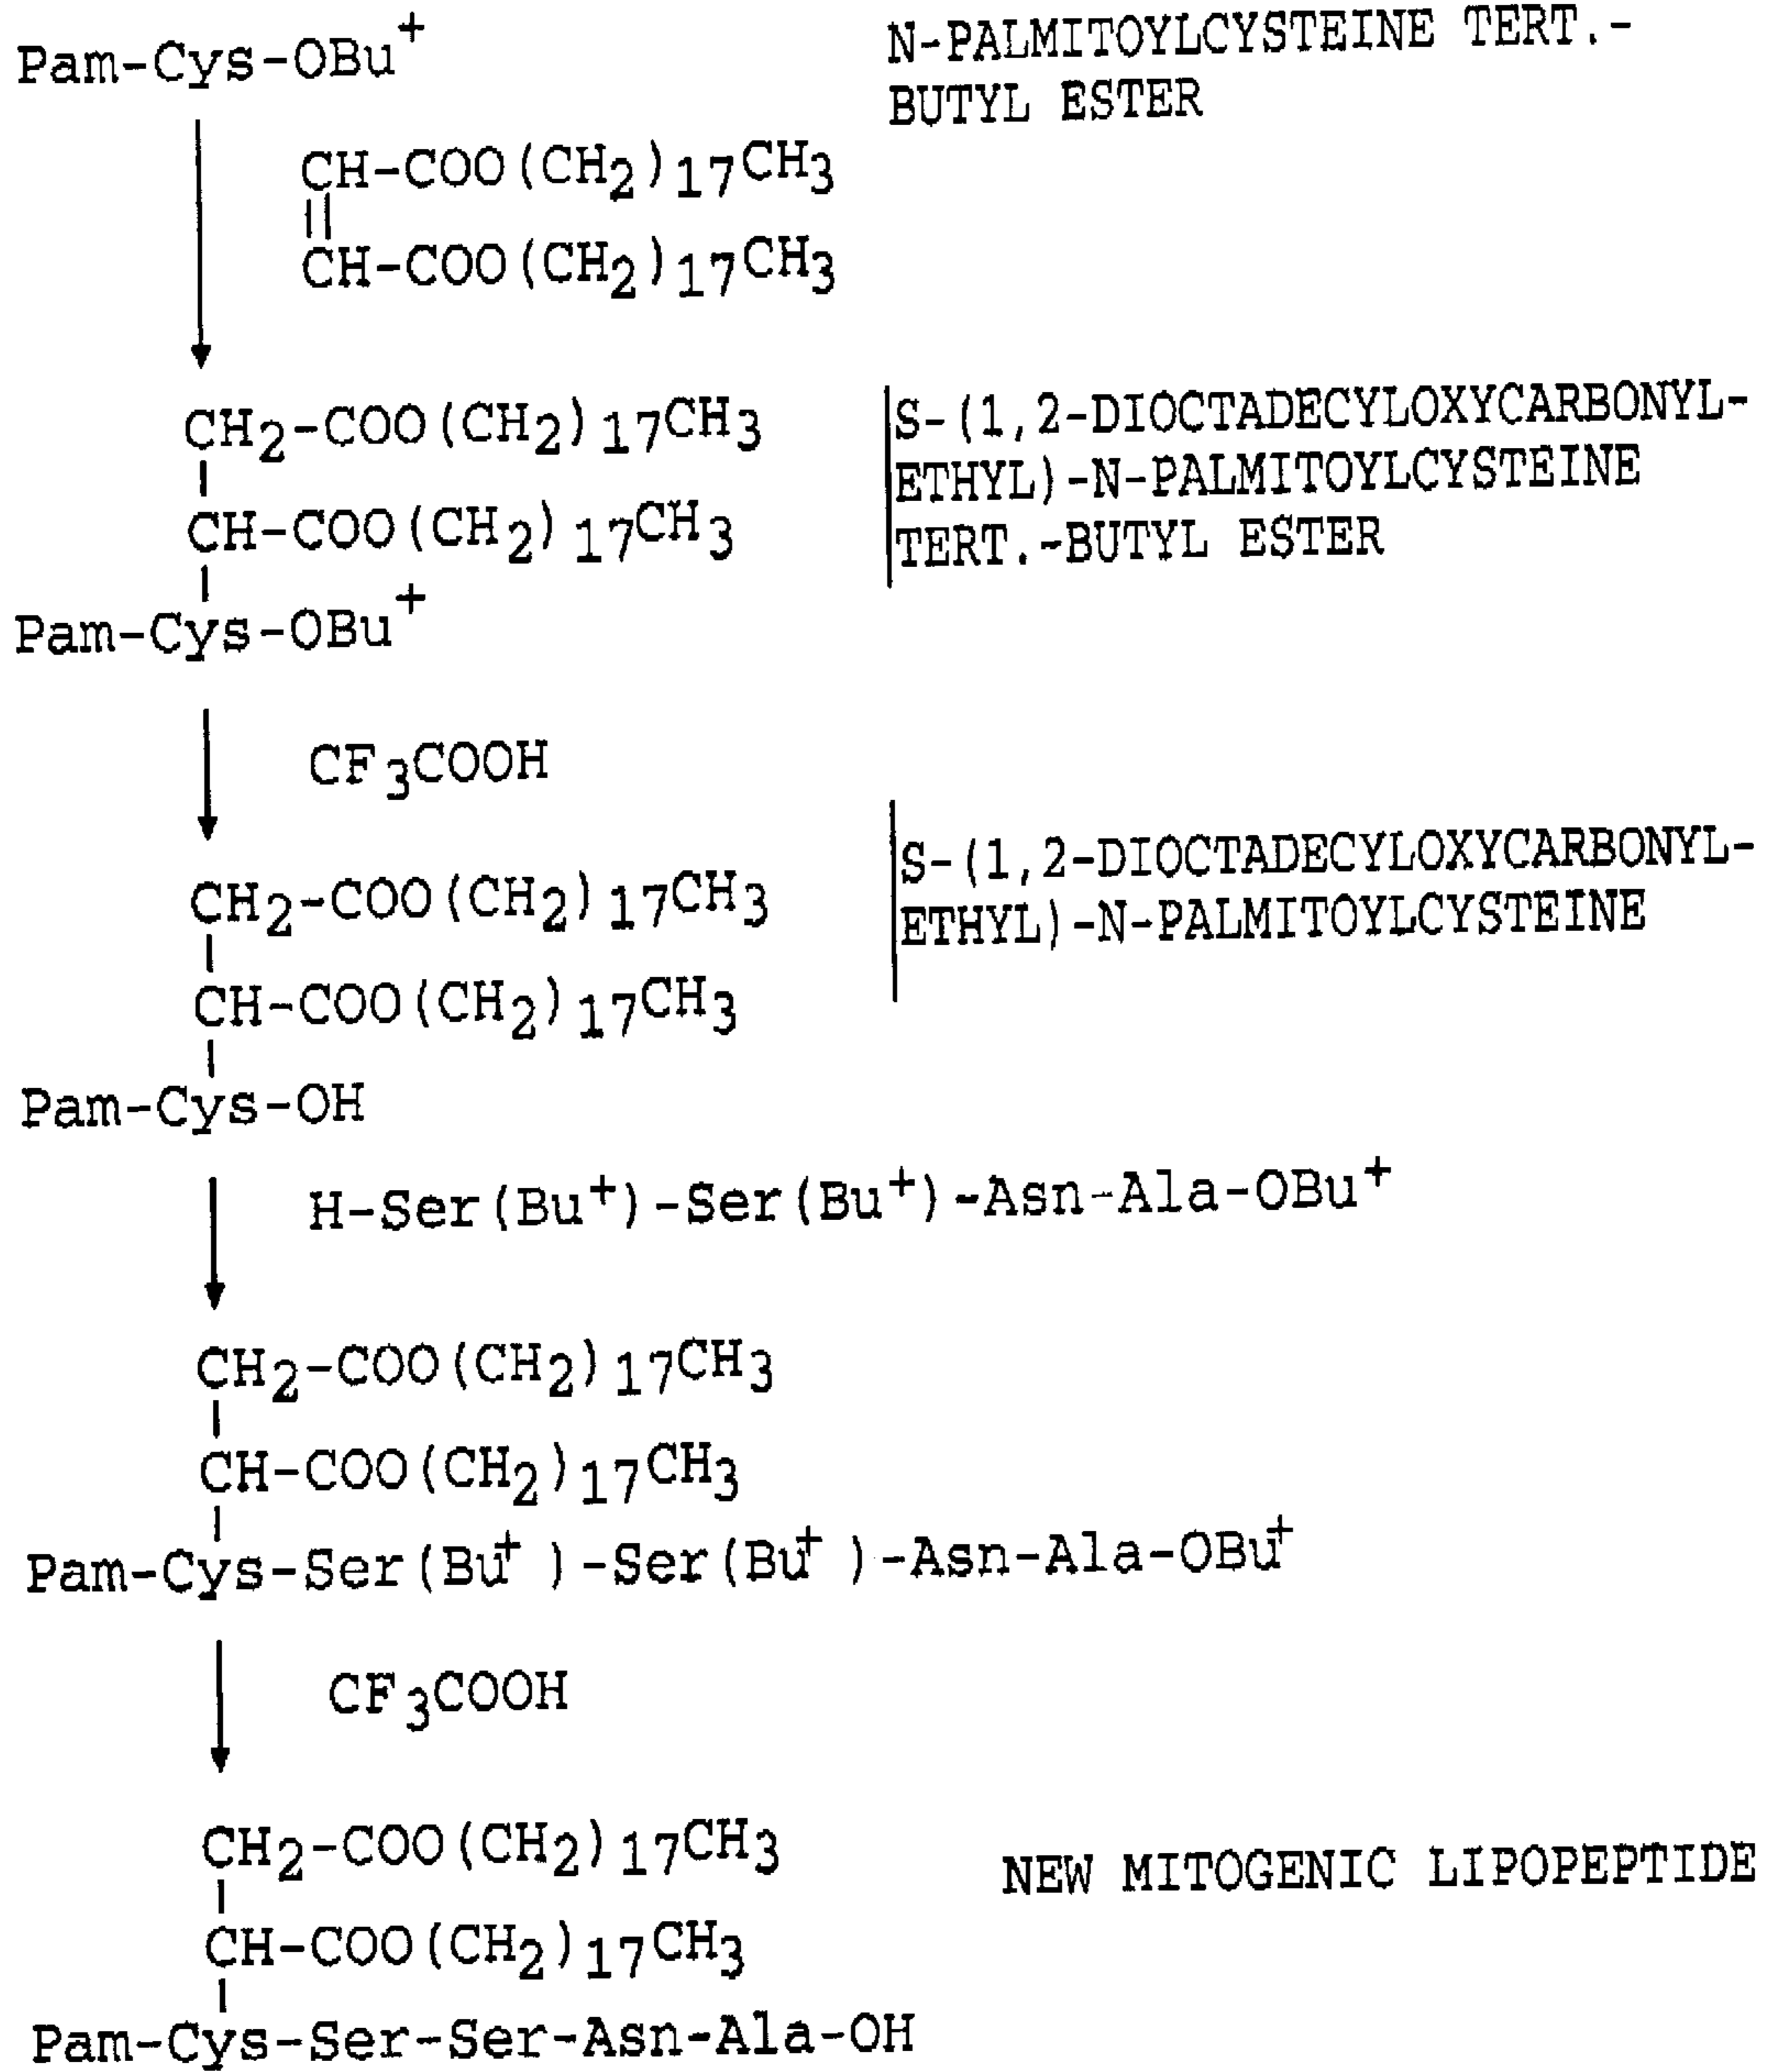 Pam-Cys-OBu+
N-PALMITOYLCYSTEINE TERT.-
BUTYL ESTER
CH-COO(CH2)17CH3
||
CH-COO(CH2)17CH3
CH2-COO(CH2)17CH3
CH-COO(CH2)17CH3
Pam-Cys-OBu+
S-(1,2-DIOCTADECYLOXYCARBONYL-
ETHYL)-N-PALMITOYLCYSTEINE
TERT.-BUTYL ESTER
CF3COOH
CH2-COO(CH2)17CH3
CH-COO(CH2)17CH3
Pam-Cys-OH
S-(1,2-DIOCTADECYLOXYCARBONYL-
ETHYL)-N-PALMITOYLCYSTEINE
H-Ser(Bu+)-Ser(Bu+)-Asn-Ala-OBu+
CH2-COO(CH2)17CH3
CH-COO(CH2)17CH3
Pam-Cys-Ser(Bu+)-Ser(Bu+)-Asn-Ala-OBu+
CF3COOH
CH2-COO(CH2)17CH3
CH-COO(CH2)17CH3
Pam-Cys-Ser-Ser-Asn-Ala-OH
NEW MITOGENIC LIPOPEPTIDE